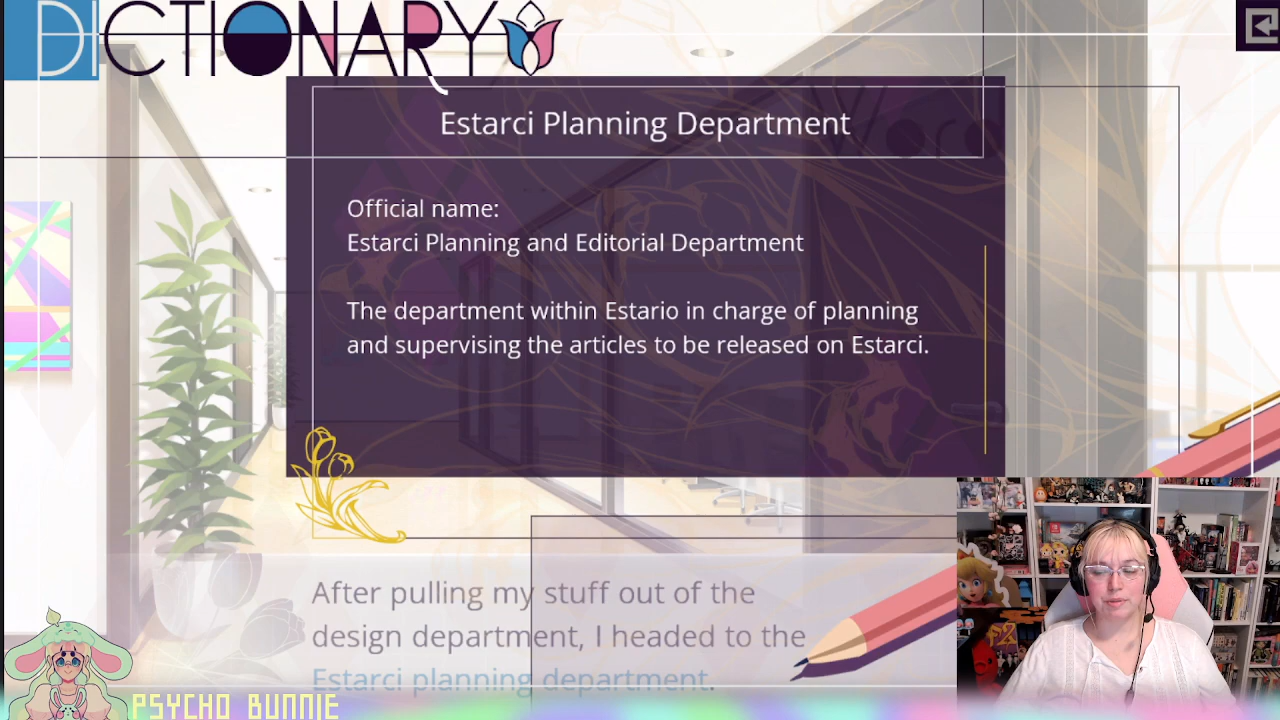 DICTIONARY
Estarci Planning Department
Official name:
Estarci Planning and Editorial Department
The department within Estario in charge of planning
and supervising the articles to be released on Estarci.
After pulling my stuff out of the
design department, I headed to the
Estarci planning department.
PSYCHO BUNNIE